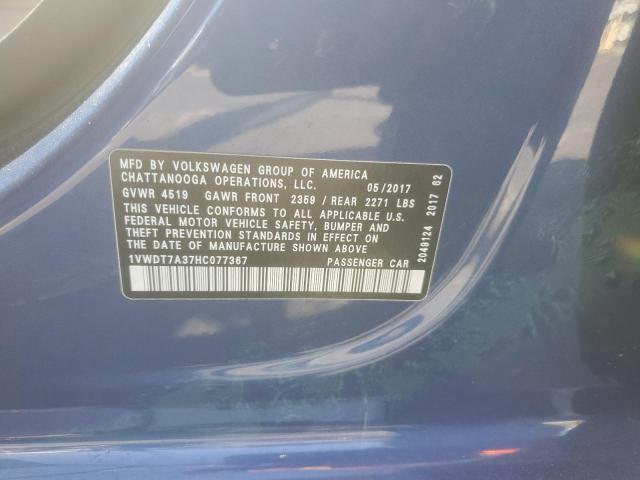 MFD BY VOLKSWAGEN GROUP OF AMERICA
CHATTANOOGA OPERATIONS, LLC. 05/2017
GVWR 4519 GAWR FRONT 2359 / REAR 2271 LBS
THIS VEHICLE CONFORMS TO ALL APPLICABLE U.S.
FEDERAL MOTOR VEHICLE SAFETY, BUMPER AND
THEFT PREVENTION STANDARDS IN EFFECT ON
THE DATE OF MANUFACTURE SHOWN ABOVE
1VWDT7A37HC077367 PASSENGER CAR
2049124 2017 62